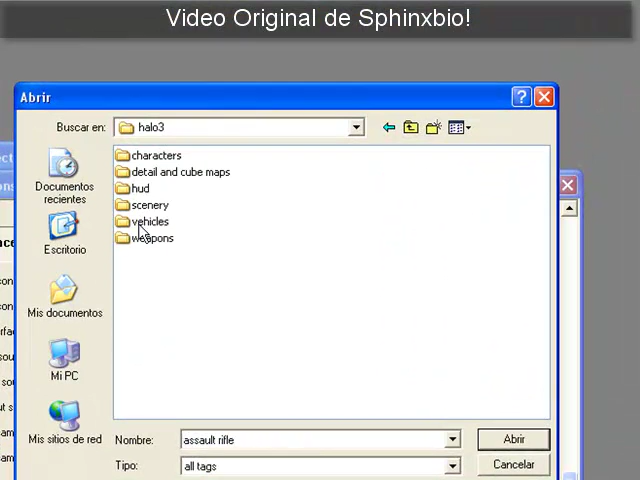 Video Original de Sphinxbio!
Abrir
Buscar en: halo3
characters
detail and cube maps
hud
scenery
vehicles
weapons
Documentos
recientes
Escritorio
Mis documentos
Mi PC
Mis sitios de red
Nombre: assault rifle
Abrir
Tipo: all tags
Cancelar